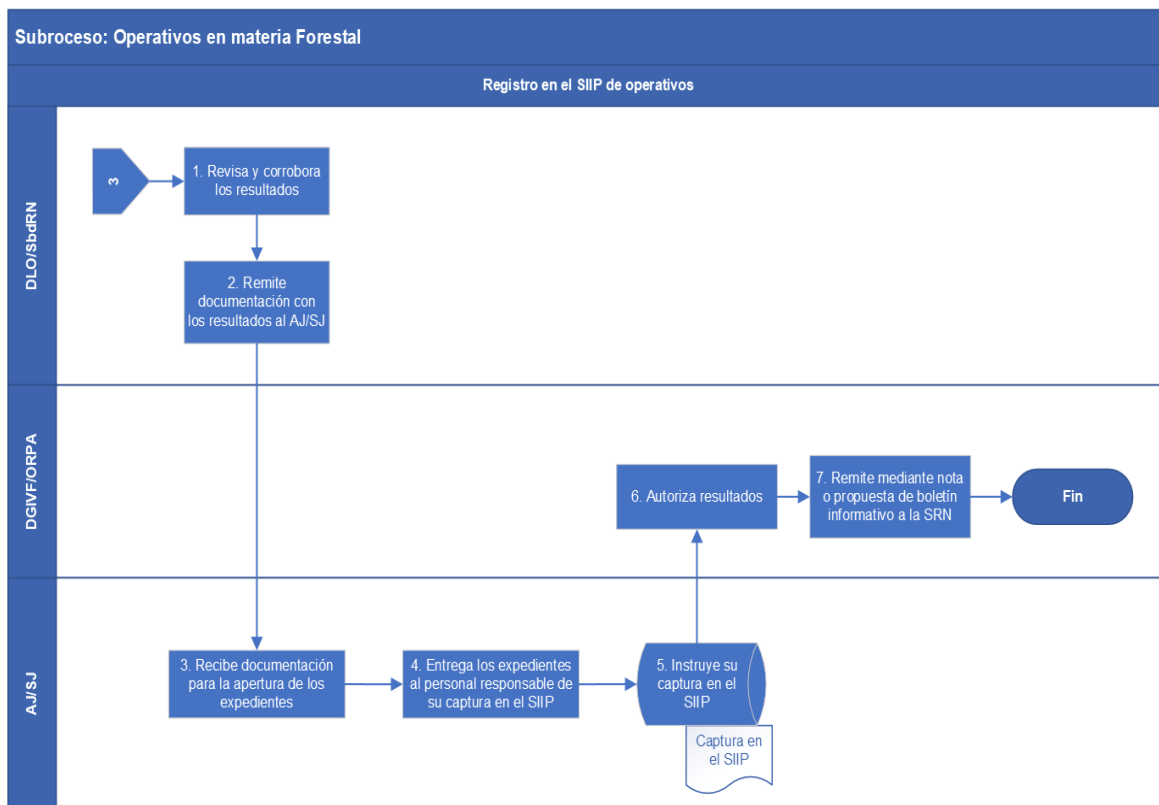 Subroceso: Operativos en materia Forestal
Registro en el SIIP de operativos
DLO/SbdRN
3
1. Revisa y corrobora
los resultados
2. Remite
documentación con
los resultados al AJ/SJ
DGIVF/ORPA
6. Autoriza resultados
7. Remite mediante nota
o propuesta de boletín
informativo a la SRN
Fin
AJ/SJ
3. Recibe documentación
para la apertura de los
expedientes
4. Entrega los expedientes
al personal responsable de
su captura en el SIIP
5. Instruye su
captura en el
SIIP
Captura en
el SIIP